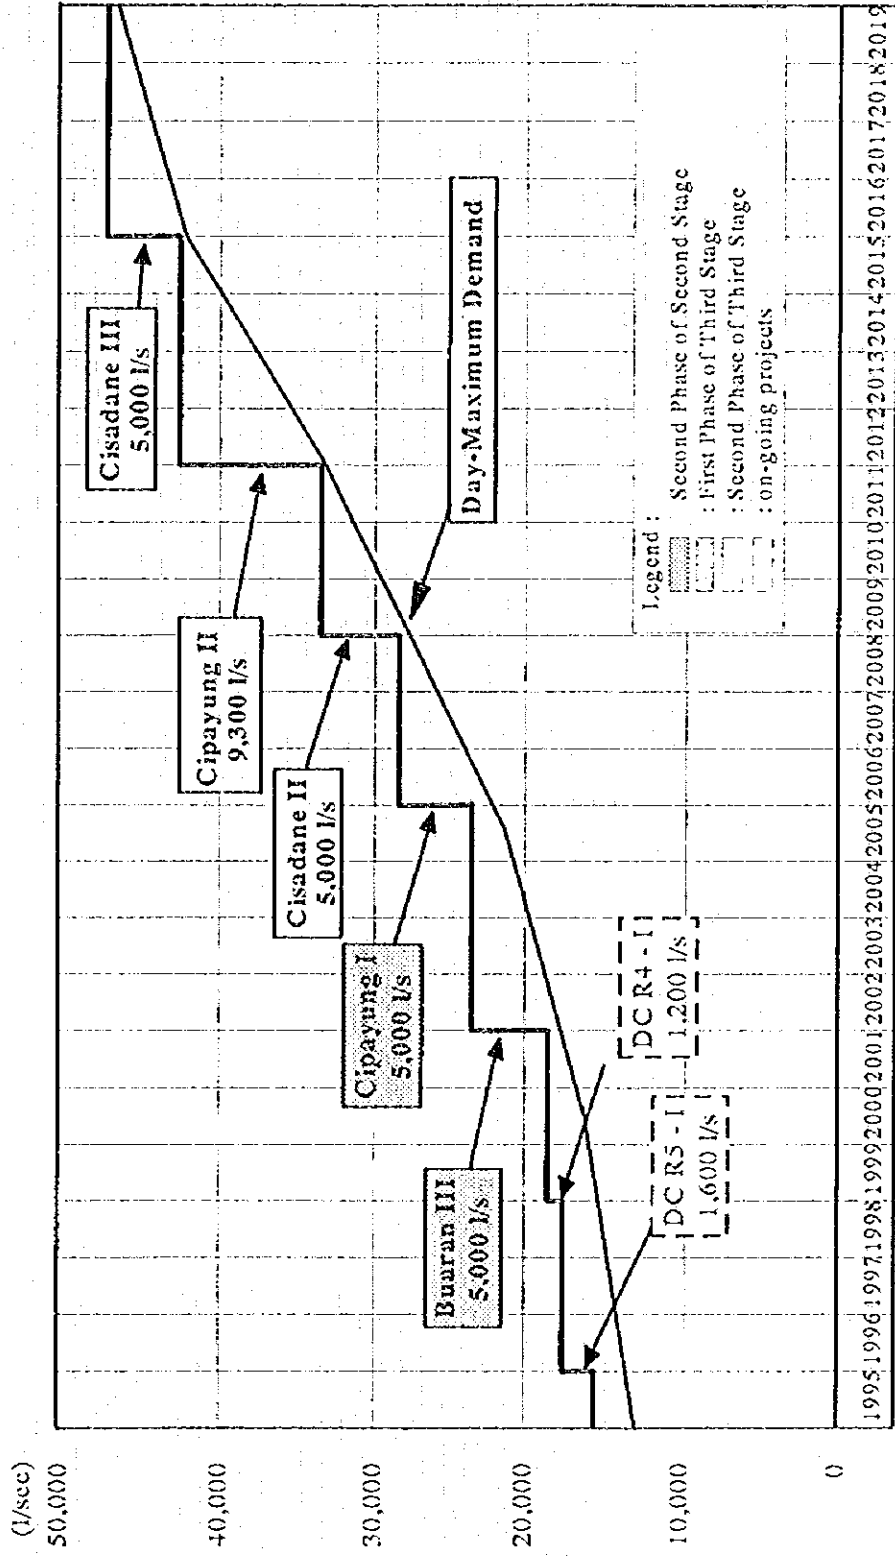 (l/sec)
50,000
40,000
30,000
20,000
10,000
0
Cisadane III
5,000 l/s
Cipayung II
9,300 l/s
Cisadane II
5,000 l/s
Cipayung I
5,000 l/s
Buaran III
5,000 l/s
Day-Maximum Demand
DC R4 - I
1,200 l/s
DC R5 - I
1,600 l/s
Legend :
Second Phase of Second Stage
: First Phase of Third Stage
: Second Phase of Third Stage
: on-going projects
1995 1996 1997 1998 1999 2000 2001 2002 2003 2004 2005 2006 2007 2008 2009 2010 2011 2012 2013 2014 2015 2016 2017 2018 2019